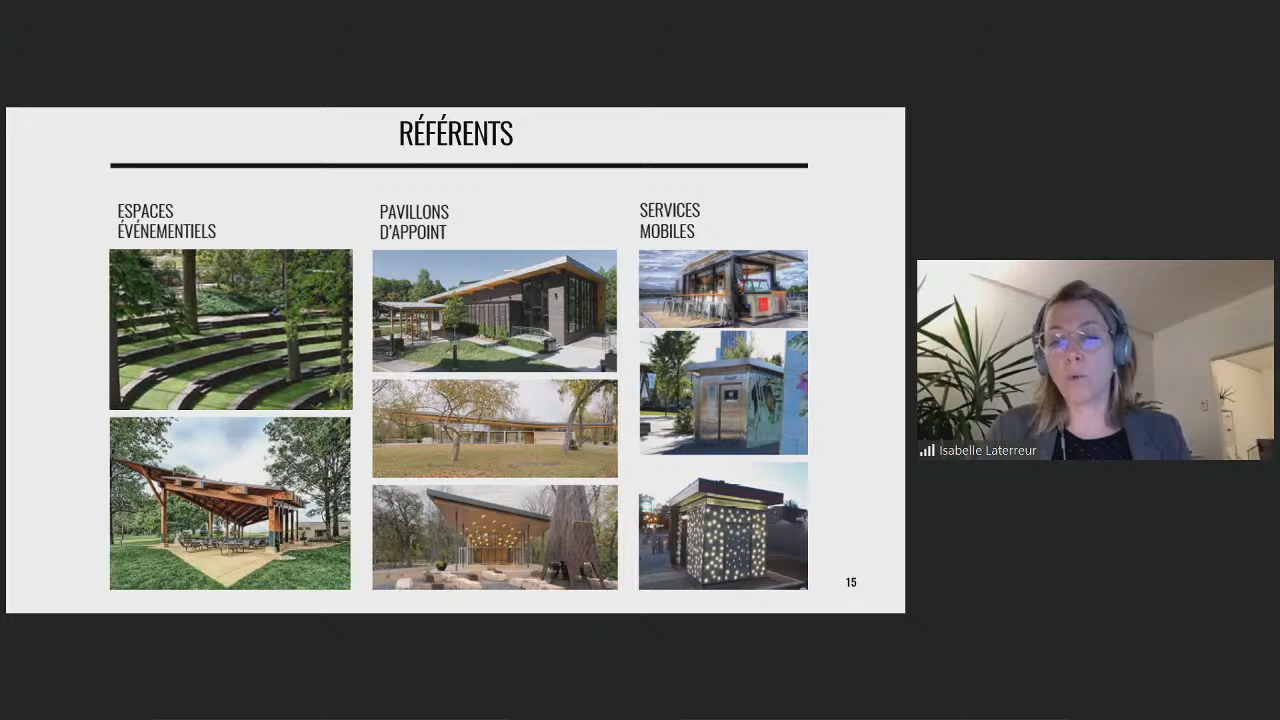 RÉFÉRENTS
ESPACES
ÉVÉNEMENTIELS
PAVILLONS
D'APPOINT
SERVICES
MOBILES
15
Isabelle Laterreur